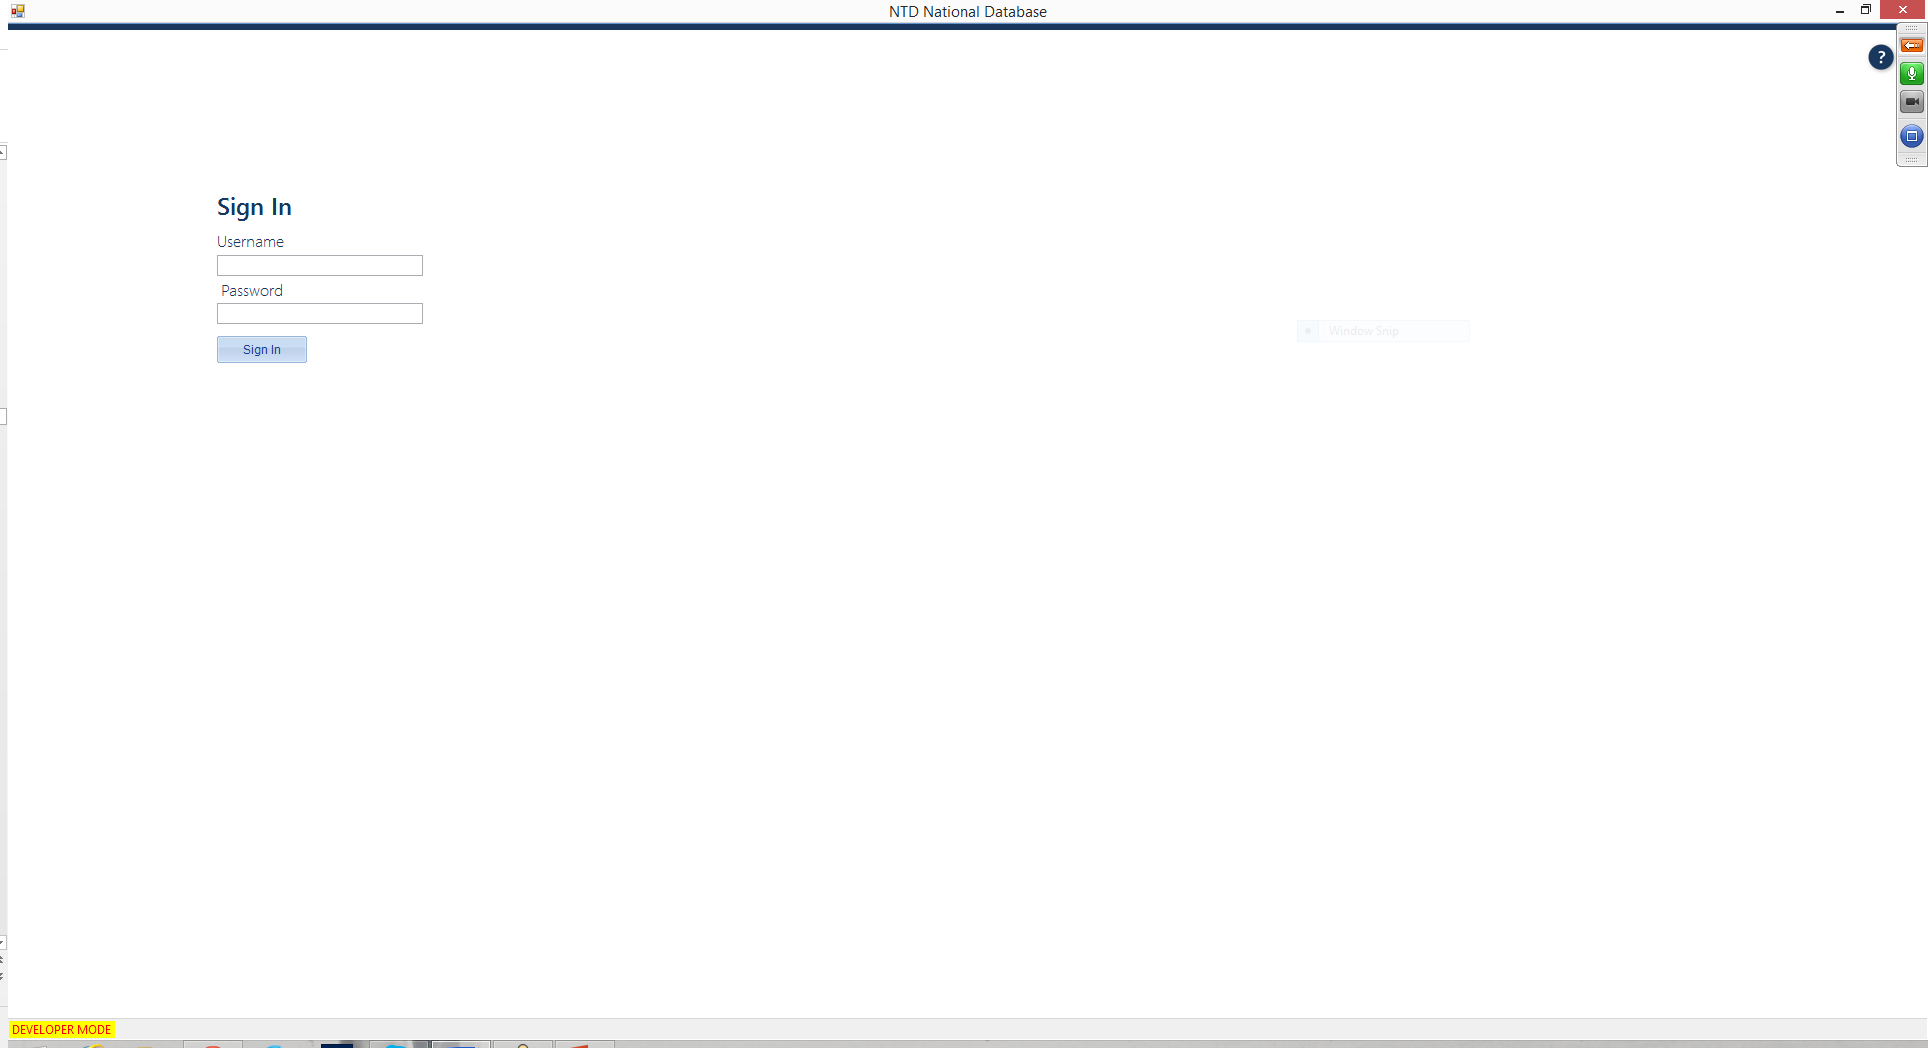 NTD National Database
?
Sign In
Username
Password
Sign In
Window Snip
DEVELOPER MODE